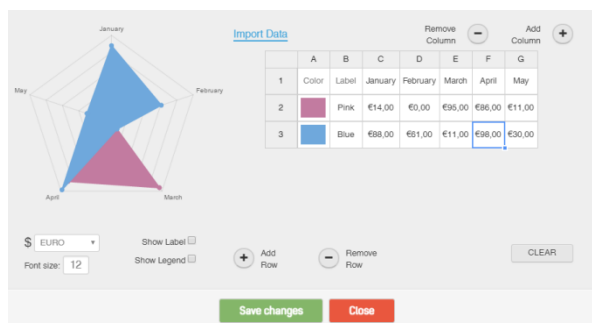 January
February
March
April
May
Import Data
Remove Column
Add Column
A B C D E F G
1 Color Label January February March April May
2 Pink €14,00 €0,00 €95,00 €86,00 €11,00
3 Blue €88,00 €61,00 €11,00 €98,00 €30,00
$ EURO
Show Label
Font size: 12
Show Legend
Add Row
Remove Row
CLEAR
Save changes
Close